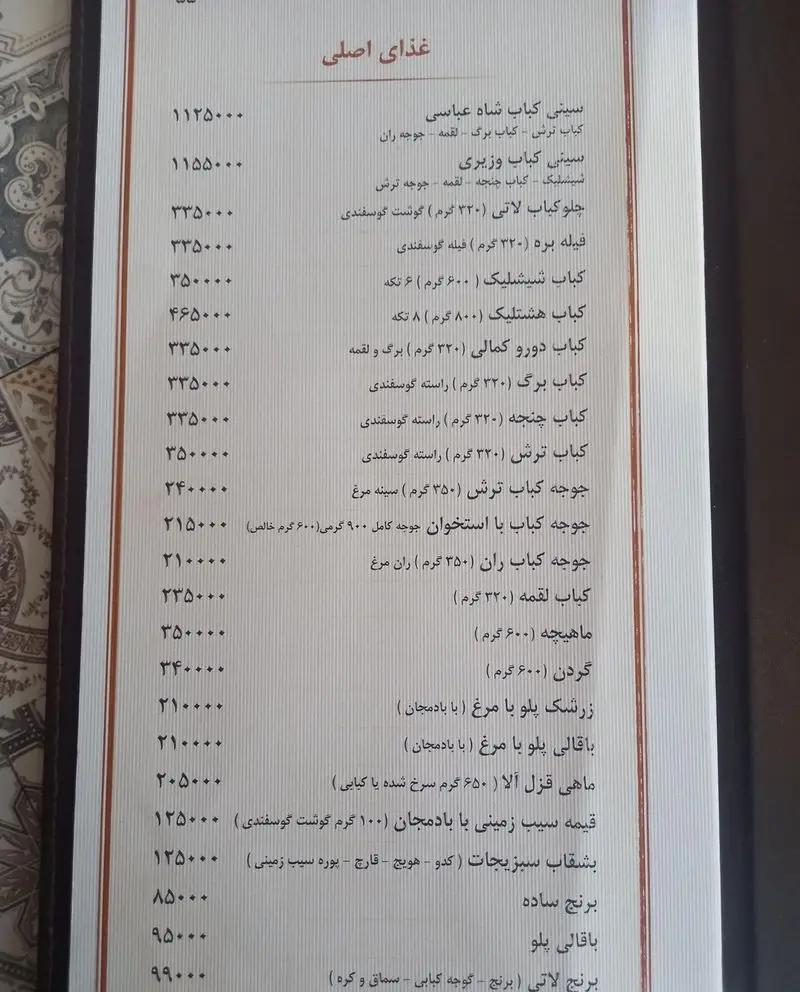 غذای اصلی
سینی کباب شاه عباسی ۱۱۲۵۰۰۰
کباب ترش - کباب برگ - لقمه - جوجه ران
سینی کباب وزیری ۱۱۵۵۰۰۰
شیشلیک - کباب چنجه - لقمه - جوجه ترش
چلوکباب لاتی (۳۲۰ گرم) گوشت گوسفندی ۳۳۵۰۰۰
فیله بره (۳۲۰ گرم) فیله گوسفندی ۳۳۵۰۰۰
کباب شیشلیک (۶۰۰ گرم) ۶ تکه ۳۵۰۰۰۰
کباب هشتلیک (۸۰۰ گرم) ۸ تکه ۴۶۵۰۰۰
کباب دورو کمالی (۳۲۰ گرم) برگ و لقمه ۳۳۵۰۰۰
کباب برگ (۳۲۰ گرم) راسته گوسفندی ۳۳۵۰۰۰
کباب چنجه (۳۲۰ گرم) راسته گوسفندی ۳۳۵۰۰۰
کباب ترش (۳۲۰ گرم) راسته گوسفندی ۳۵۰۰۰۰
جوجه کباب ترش (۳۵۰ گرم) سینه مرغ ۲۴۰۰۰۰
جوجه کباب با استخوان جوجه کامل ۹۰۰ گرمی(۶۰۰ گرم خالص) ۲۱۵۰۰۰
جوجه کباب ران (۳۵۰ گرم) ران مرغ ۲۱۰۰۰۰
کباب لقمه (۳۲۰ گرم) ۲۳۵۰۰۰
ماهیچه (۶۰۰ گرم) ۳۵۰۰۰۰
گردن (۶۰۰ گرم) ۳۴۰۰۰۰
زرشک پلو با مرغ (با بادمجان) ۲۱۰۰۰۰
باقالی پلو با مرغ (با بادمجان) ۲۱۰۰۰۰
ماهی قزل آلا (۶۵۰ گرم سرخ شده یا کبابی) ۲۰۵۰۰۰
قیمه سیب زمینی با بادمجان (۱۰۰ گرم گوشت گوسفندی) ۱۲۵۰۰۰
بشقاب سبزیجات (کدو - هویج - قارچ - پوره سیب زمینی) ۱۲۵۰۰۰
برنج ساده ۸۵۰۰۰
باقالی پلو ۹۵۰۰۰
برنج لاتی (برنج - گوجه کبابی - سماق و کره) ۹۹۰۰۰